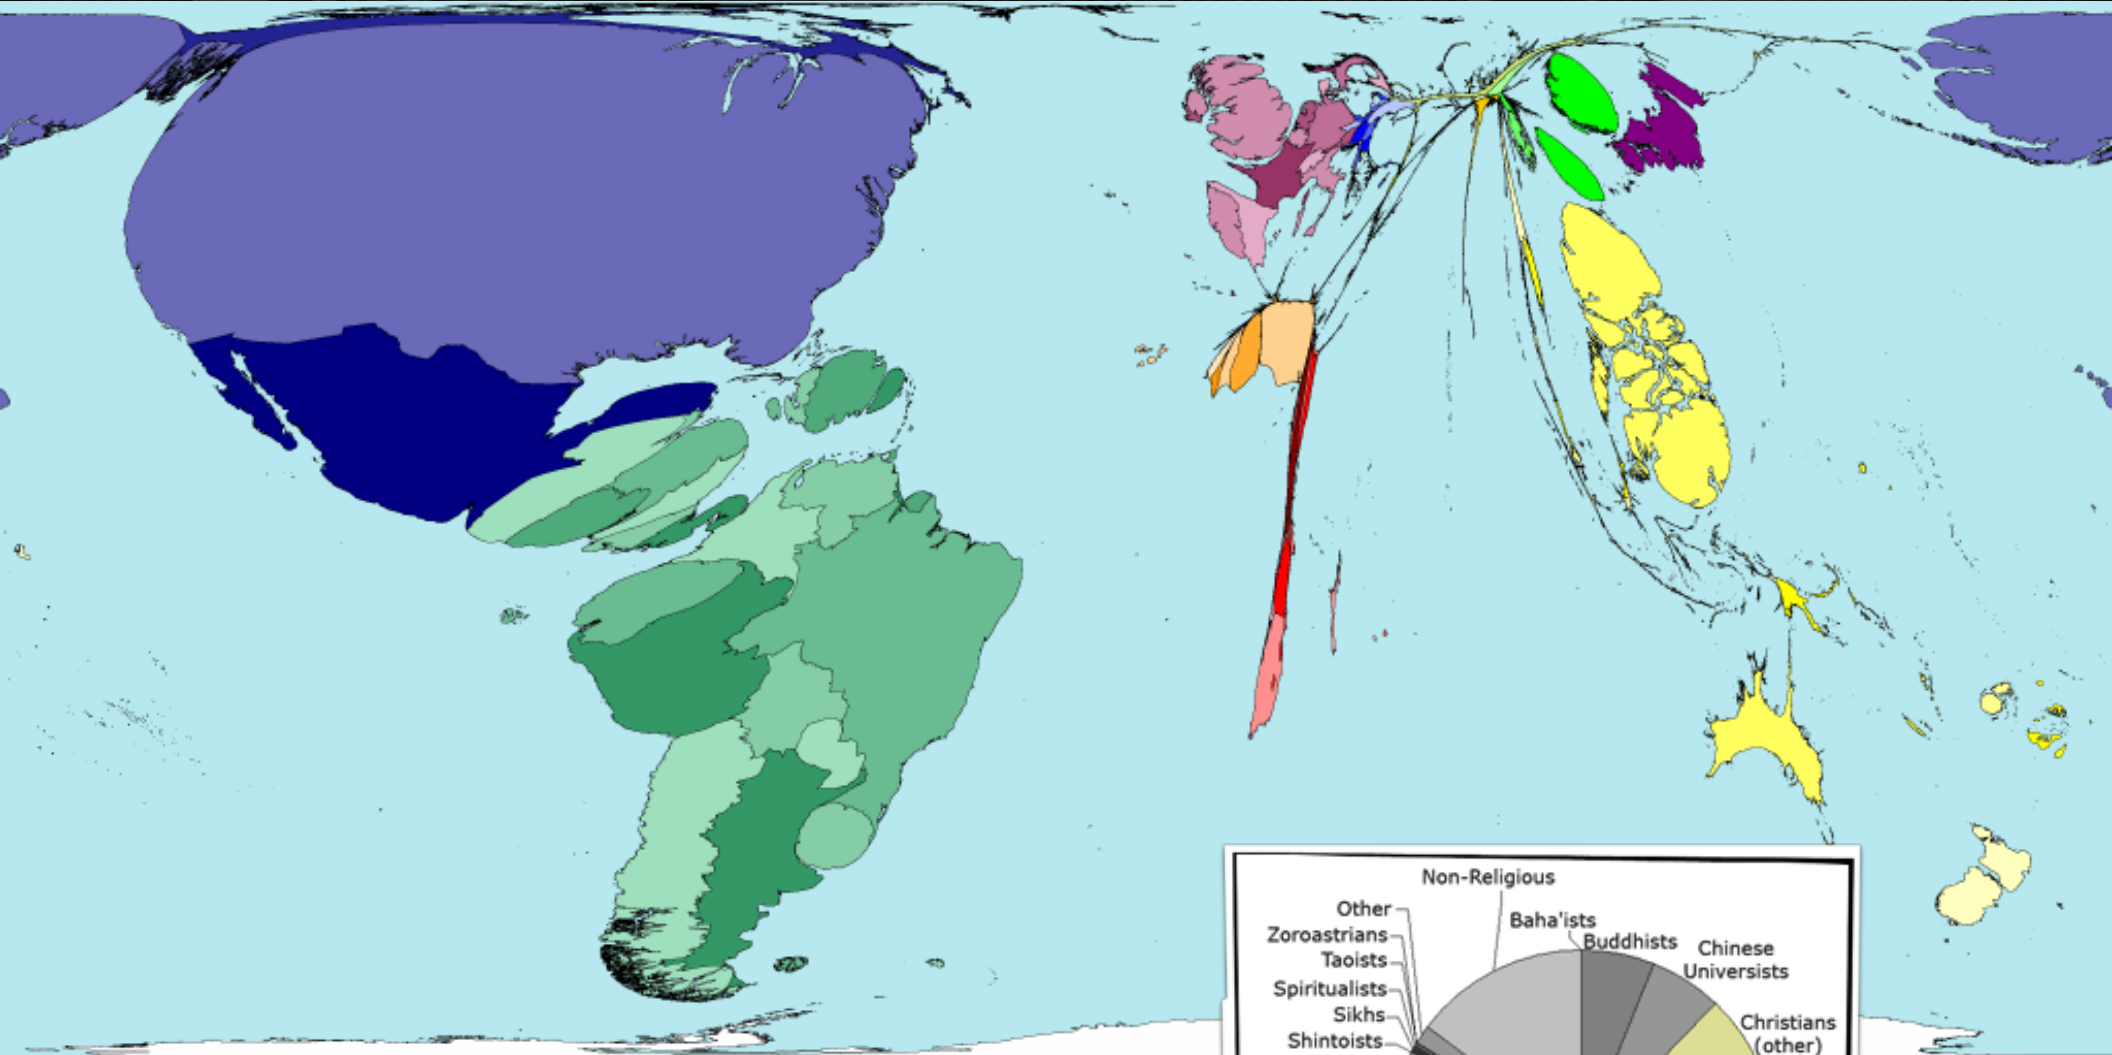 Non-Religious
Other
Baha'ists
Zoroastrians
Buddhists
Chinese
Universists
Taoists
Spiritualists
Sikhs
Christians
(other)
Shintoists